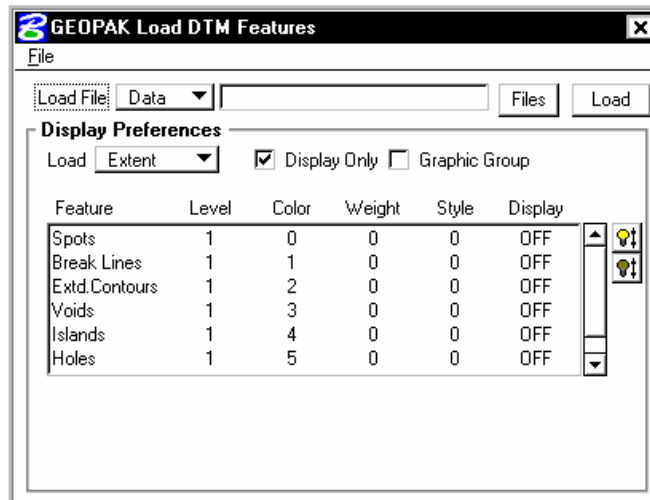 GEOPAK Load DTM Features
File
Load File Data Files Load
Display Preferences
Load Extent Display Only Graphic Group
Feature Level Color Weight Style Display
Spots 1 0 0 0 OFF
Break Lines 1 1 0 0 OFF
Extd.Contours 1 2 0 0 OFF
Voids 1 3 0 0 OFF
Islands 1 4 0 0 OFF
Holes 1 5 0 0 OFF